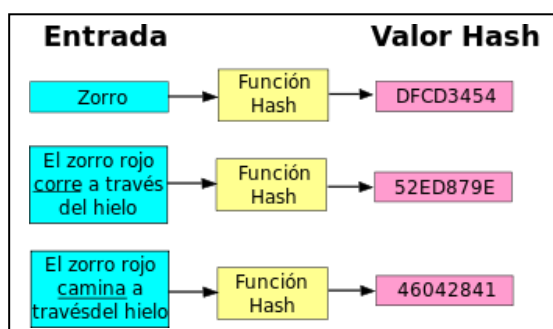 Entrada
Valor Hash
Zorro
Función
Hash
DFCD3454
El zorro rojo
corre a través
del hielo
Función
Hash
52ED879E
El zorro rojo
camina a
travésdel hielo
Función
Hash
46042841